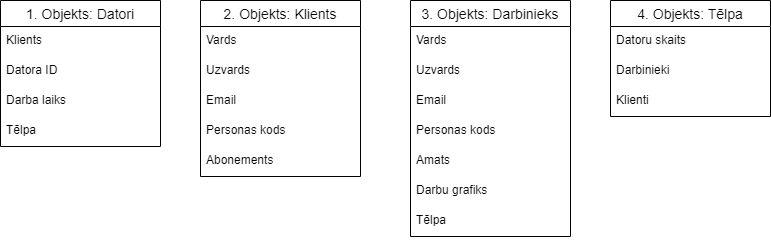 1. Objekts: Datori
Klients
Datora ID
Darba laiks
Tēlpa
2. Objekts: Klients
Vards
Uzvards
Email
Personas kods
Abonements
3. Objekts: Darbinieks
Vards
Uzvards
Email
Personas kods
Amats
Darbu grafiks
Tēlpa
4. Objekts: Tēlpa
Datoru skaits
Darbinieki
Klienti